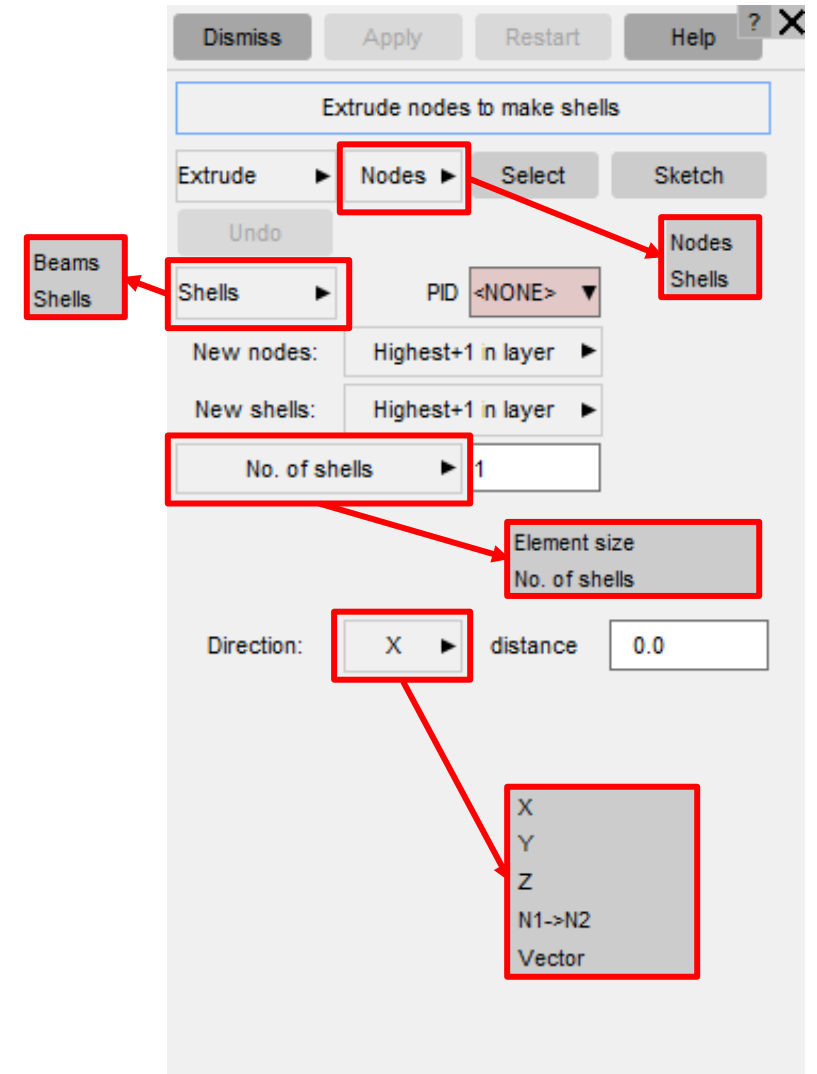 ? X
Dismiss Apply Restart Help
Extrude nodes to make shells
Extrude Nodes Select Sketch
Undo
Nodes
Shells
Beams
Shells
Shells PID <NONE>
New nodes: Highest+1 in layer
New shells: Highest+1 in layer
No. of shells 1
Element size
No. of shells
Direction: X distance 0.0
X
Y
Z
N1->N2
Vector